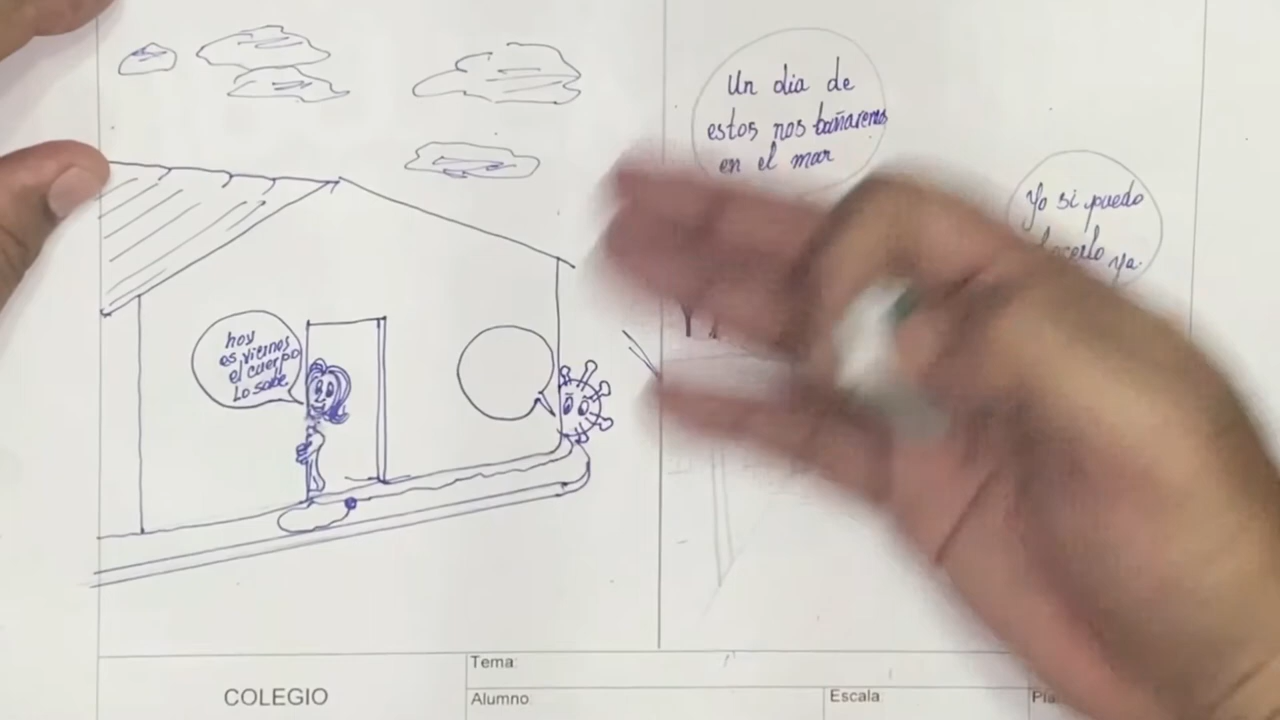 Un dia de
estos nos bañaremos
en el mar
Yo si puedo
ya.
hoy
es viernes
el cuerpo
Lo sabe
Tema:
COLEGIO
Alumno
Escala